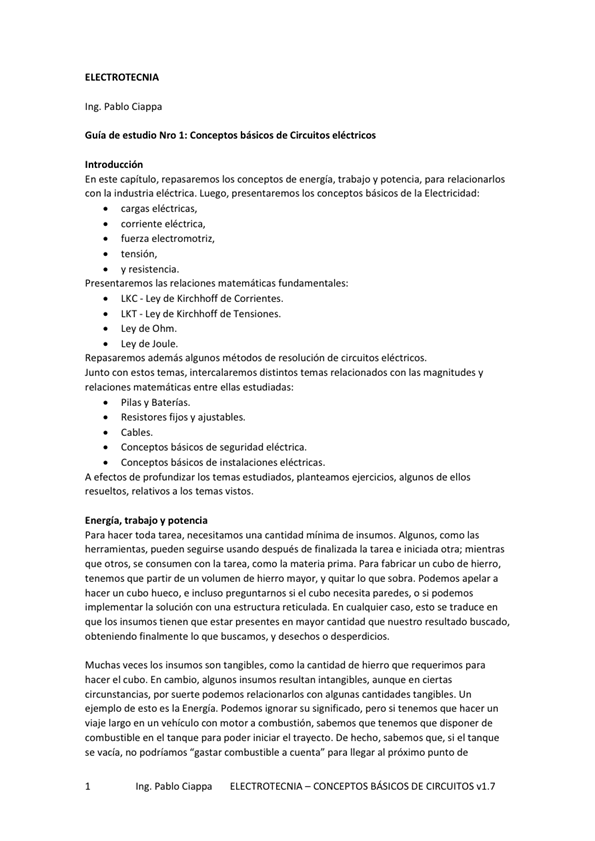 ELECTROTECNIA
Ing. Pablo Ciappa
Guía de estudio Nro 1: Conceptos básicos de Circuitos eléctricos
Introducción
En este capítulo, repasaremos los conceptos de energía, trabajo y potencia, para relacionarlos
con la industria eléctrica. Luego, presentaremos los conceptos básicos de la Electricidad:
• cargas eléctricas,
• corriente eléctrica,
• fuerza electromotriz,
• tensión,
• y resistencia.
Presentaremos las relaciones matemáticas fundamentales:
• LKC - Ley de Kirchhoff de Corrientes.
• LKT - Ley de Kirchhoff de Tensiones.
• Ley de Ohm.
• Ley de Joule.
Repasaremos además algunos métodos de resolución de circuitos eléctricos.
Junto con estos temas, intercalaremos distintos temas relacionados con las magnitudes y
relaciones matemáticas entre ellas estudiadas:
• Pilas y Baterías.
• Resistores fijos y ajustables.
• Cables.
• Conceptos básicos de seguridad eléctrica.
• Conceptos básicos de instalaciones eléctricas.
A efectos de profundizar los temas estudiados, planteamos ejercicios, algunos de ellos
resueltos, relativos a los temas vistos.
Energía, trabajo y potencia
Para hacer toda tarea, necesitamos una cantidad mínima de insumos. Algunos, como las
herramientas, pueden seguirse usando después de finalizada la tarea e iniciada otra; mientras
que otros, se consumen con la tarea, como la materia prima. Para fabricar un cubo de hierro,
tenemos que partir de un volumen de hierro mayor, y quitar lo que sobra. Podemos apelar a
hacer un cubo hueco, e incluso preguntarnos si el cubo necesita paredes, o si podemos
implementar la solución con una estructura reticulada. En cualquier caso, esto se traduce en
que los insumos tienen que estar presentes en mayor cantidad que nuestro resultado buscado,
obteniendo finalmente lo que buscamos, y desechos o desperdicios.
Muchas veces los insumos son tangibles, como la cantidad de hierro que requerimos para
hacer el cubo. En cambio, algunos insumos resultan intangibles, aunque en ciertas
circunstancias, por suerte podemos relacionarlos con algunas cantidades tangibles. Un
ejemplo de esto es la Energía. Podemos ignorar su significado, pero si tenemos que hacer un
viaje largo en un vehículo con motor a combustión, sabemos que tenemos que disponer de
combustible en el tanque para poder iniciar el trayecto. De hecho, sabemos que, si el tanque
se vacía, no podríamos “gastar combustible a cuenta” para llegar al próximo punto de
1 Ing. Pablo Ciappa ELECTROTECNIA – CONCEPTOS BÁSICOS DE CIRCUITOS v1.7